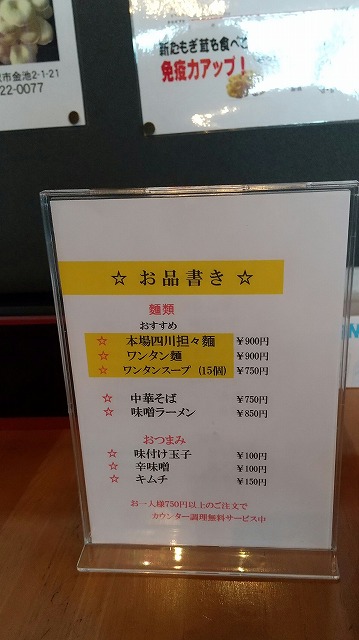 市金池2-1-21
22-0077
新たもぎ茸も食べ
免疫力アップ！
☆ お品書き ☆
麺類
おすすめ
☆ 本場四川担々麺 ￥900円
☆ ワンタン麺 ￥900円
☆ ワンタンスープ (15個) ￥750円
☆ 中華そば ￥750円
☆ 味噌ラーメン ￥850円
おつまみ
☆ 味付け玉子 ￥100円
☆ 辛味噌 ￥100円
☆ キムチ ￥150円
お一人様750円以上のご注文で
カウンター調理無料サービス中